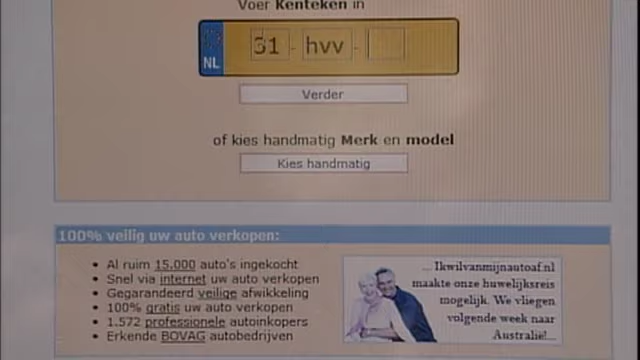 Voer Kenteken in
NL 31 - hvv -
Verder
of kies handmatig Merk en model
Kies handmatig
100% veilig uw auto verkopen:
• Al ruim 15.000 auto's ingekocht
• Snel via internet uw auto verkopen
• Gegarandeerd veilige afwikkeling
• 100% gratis uw auto verkopen
• 1.572 professionele autoinkopers
• Erkende BOVAG autobedrijven
... Ikwilvanmijnautoaf.nl
maakte onze huwelijksreis
mogelijk. We vliegen
volgende week naar
Australië!...